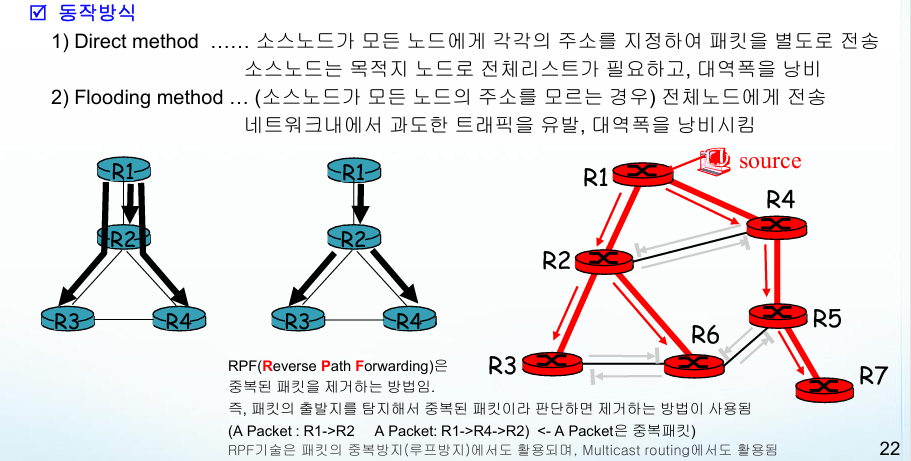 ☑ 동작방식
1) Direct method …… 소스노드가 모든 노드에게 각각의 주소를 지정하여 패킷을 별도로 전송
소스노드는 목적지 노드로 전체리스트가 필요하고, 대역폭을 낭비
2) Flooding method … (소스노드가 모든 노드의 주소를 모르는 경우) 전체노드에게 전송
네트워크내에서 과도한 트래픽을 유발, 대역폭을 낭비시킴
R1
R2
R3
R4
R1
R2
R3
R4
source
R1
R4
R2
R5
R6
R3
R7
RPF(Reverse Path Forwarding)은
중복된 패킷을 제거하는 방법임.
즉, 패킷의 출발지를 탐지해서 중복된 패킷이라 판단하면 제거하는 방법이 사용됨
(A Packet : R1->R2 A Packet: R1->R4->R2) <- A Packet은 중복패킷)
RPF기술은 패킷의 중복방지(루프방지)에서도 활용되며, Multicast routing에서도 활용됨
22